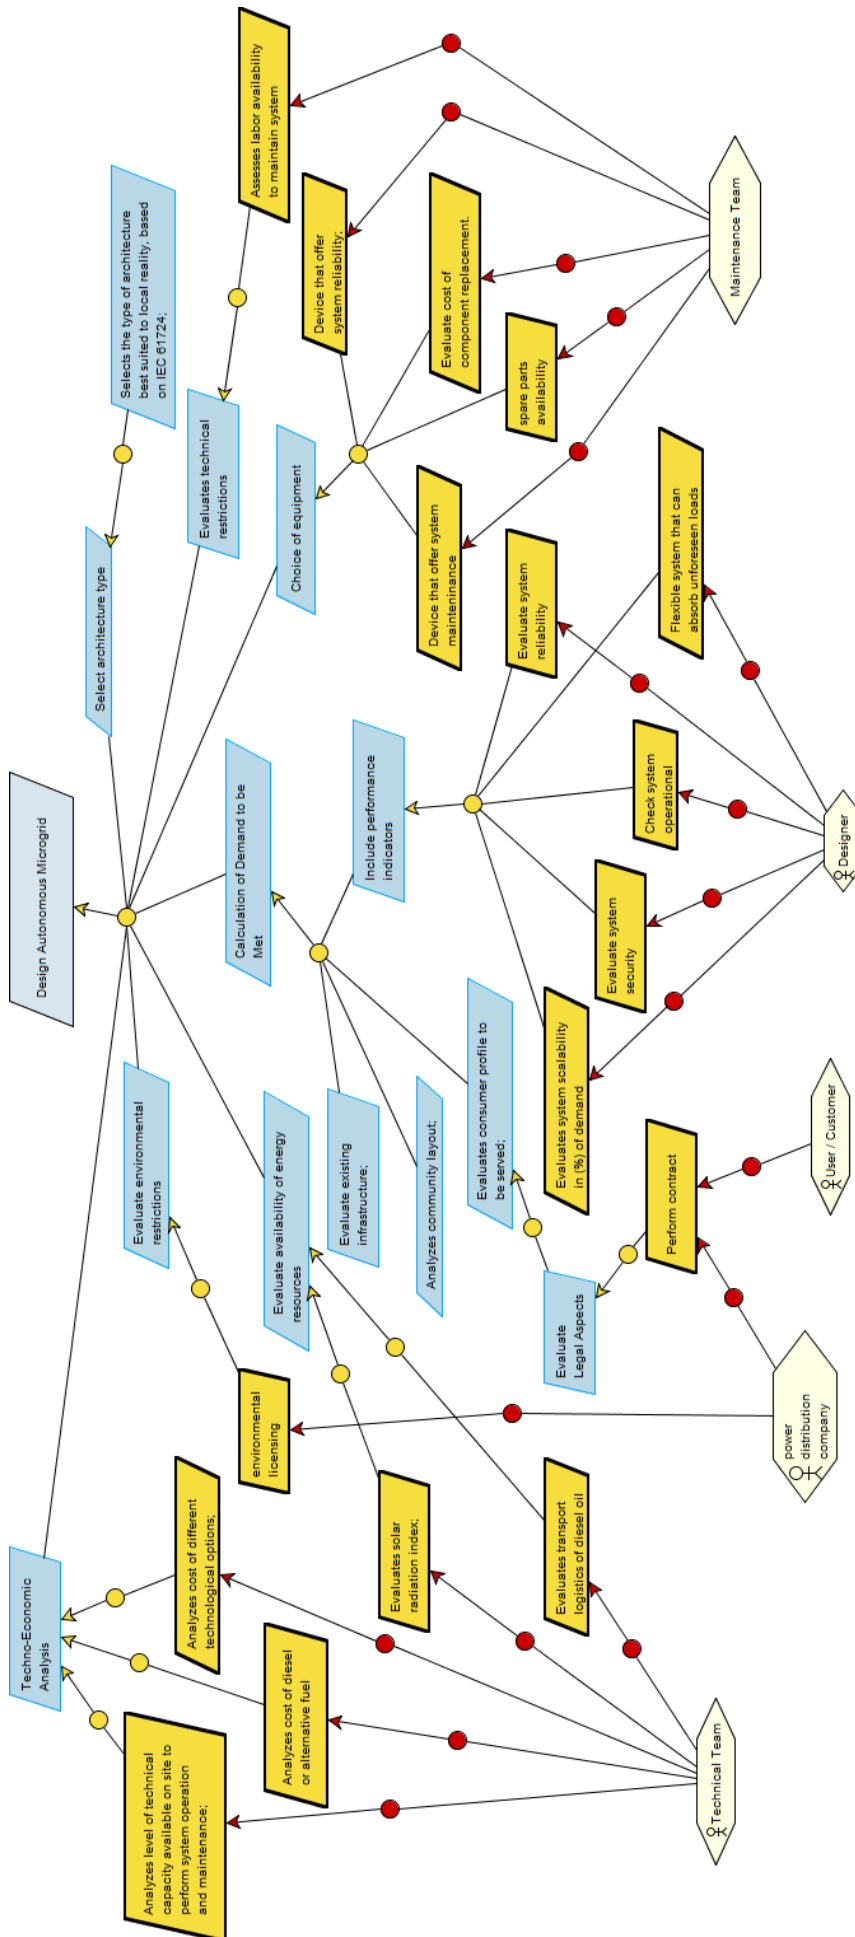 Design Autonomous Microgrid
Techno-Economic
Analysis
Evaluate environmental
restrictions
Select architecture type
Selects the type of architecture
best suited to local reality, based
on IEC 61724;
Analyzes level of technical
capacity available on site to
perform system operation
and maintenance;
Analyzes cost of different
technological options;
Analyzes cost of diesel
or alternative fuel
environmental
licensing
Evaluate availability of energy
resources
Calculation of Demand to be
Met
Evaluates technical
restrictions
Choice of equipment
Assesses labor availability
to maintain system
Evaluates solar
radiation index;
Evaluate existing
infrastructure;
Analyzes community layout;
Include performance
indicators
Device that offer
system reliability;
Evaluates transport
logistics of diesel oil
Evaluate
Legal Aspects
Evaluates consumer profile to
be served;
Device that offer system
mainteninance
spare parts
availability
Evaluate cost of
component replacement.
Perform contract
Evaluates system scalability
in (%) of demand
Evaluate system
security
Check system
operational
Evaluate system
reliability
Flexible system that can
absorb unforeseen loads
Technical Team
power
distribution
company
User / Customer
Designer
Maintenance Team